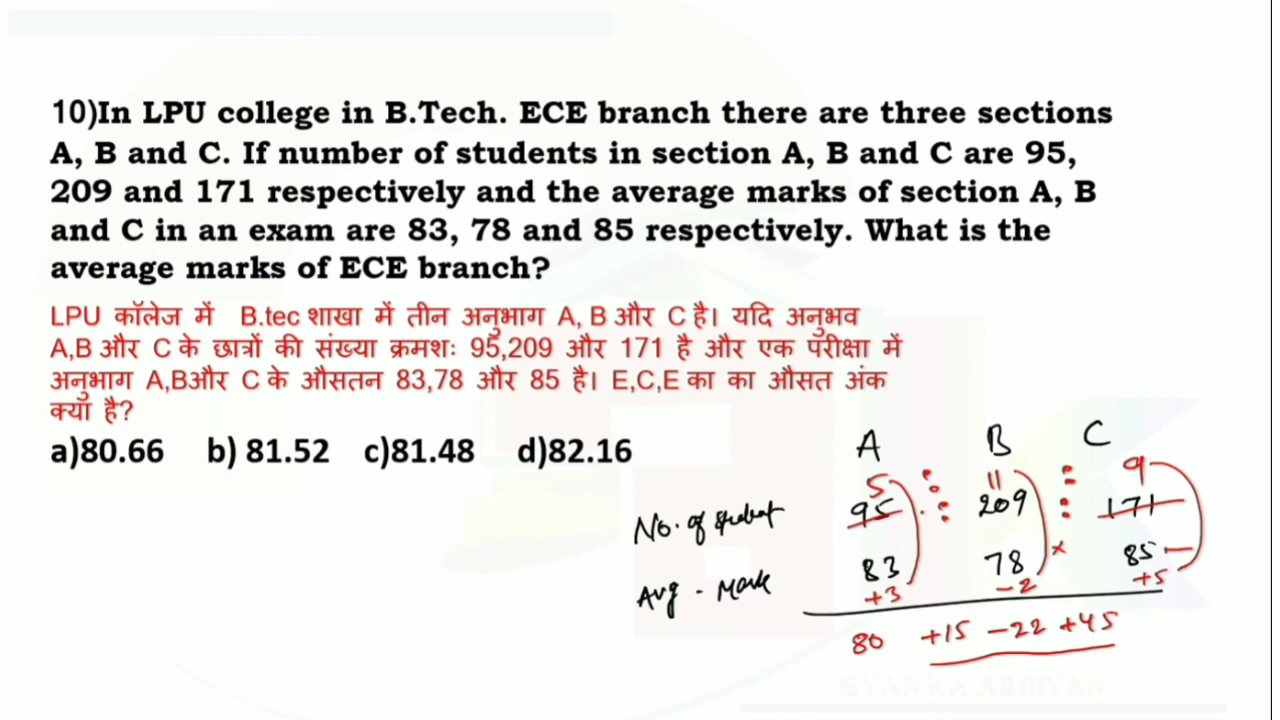 10)In LPU college in B.Tech. ECE branch there are three sections
A, B and C. If number of students in section A, B and C are 95,
209 and 171 respectively and the average marks of section A, B
and C in an exam are 83, 78 and 85 respectively. What is the
average marks of ECE branch?
LPU कॉलेज में B.tec शाखा में तीन अनुभाग A, B और C है। यदि अनुभव
A,B और C के छात्रों की संख्या क्रमशः 95,209 और 171 है और एक परीक्षा में
अनुभाग A,Bऔर C के औसतन 83,78 और 85 है। E,C,E का का औसत अंक
क्या है?
a)80.66 b) 81.52 c)81.48 d)82.16
A B C
5 : 11 : 9
No. of student 95 : 209 : 171
Avg - Mark 83 78 × 85
+3 -2 +5
80 +15 -22 +45
GYAN KA ABHIYAN